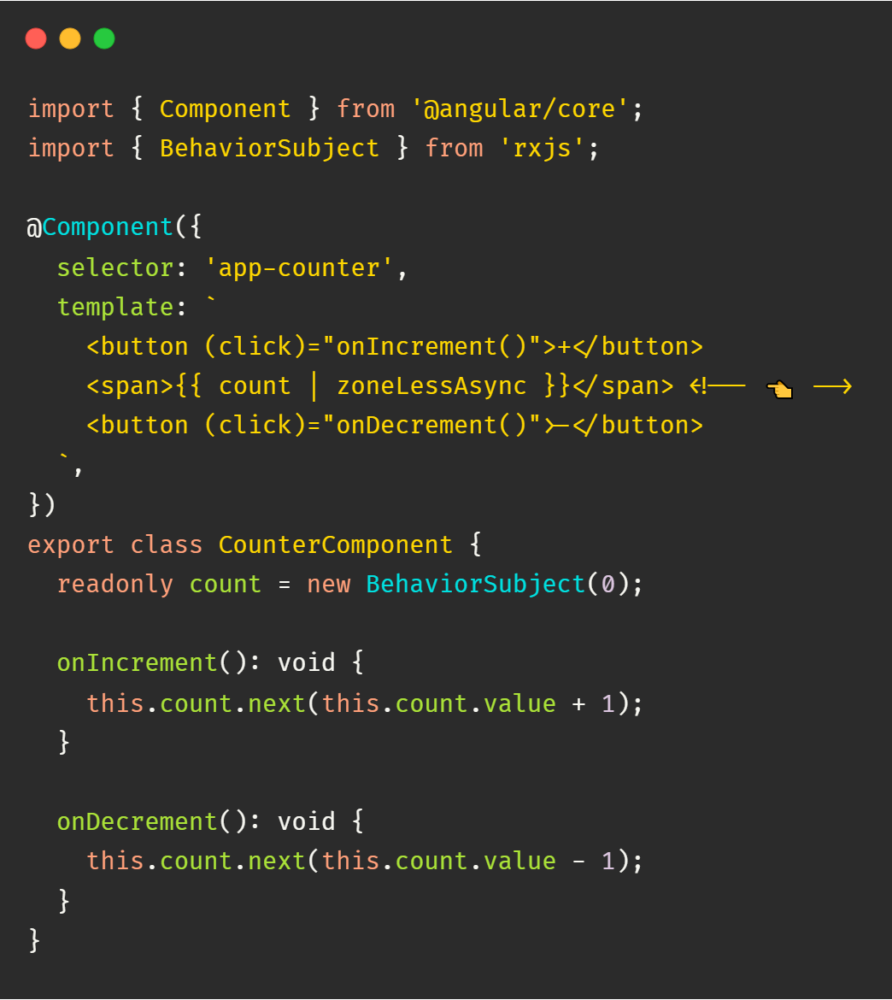 import { Component } from '@angular/core';
import { BehaviorSubject } from 'rxjs';

@Component({
  selector: 'app-counter',
  template: `
    <button (click)="onIncrement()">+</button>
    <span>{{ count | zoneLessAsync }}</span> <!-- 👈 -->
    <button (click)="onDecrement()">-</button>
  `,
})
export class CounterComponent {
  readonly count = new BehaviorSubject(0);

  onIncrement(): void {
    this.count.next(this.count.value + 1);
  }

  onDecrement(): void {
    this.count.next(this.count.value - 1);
  }
}